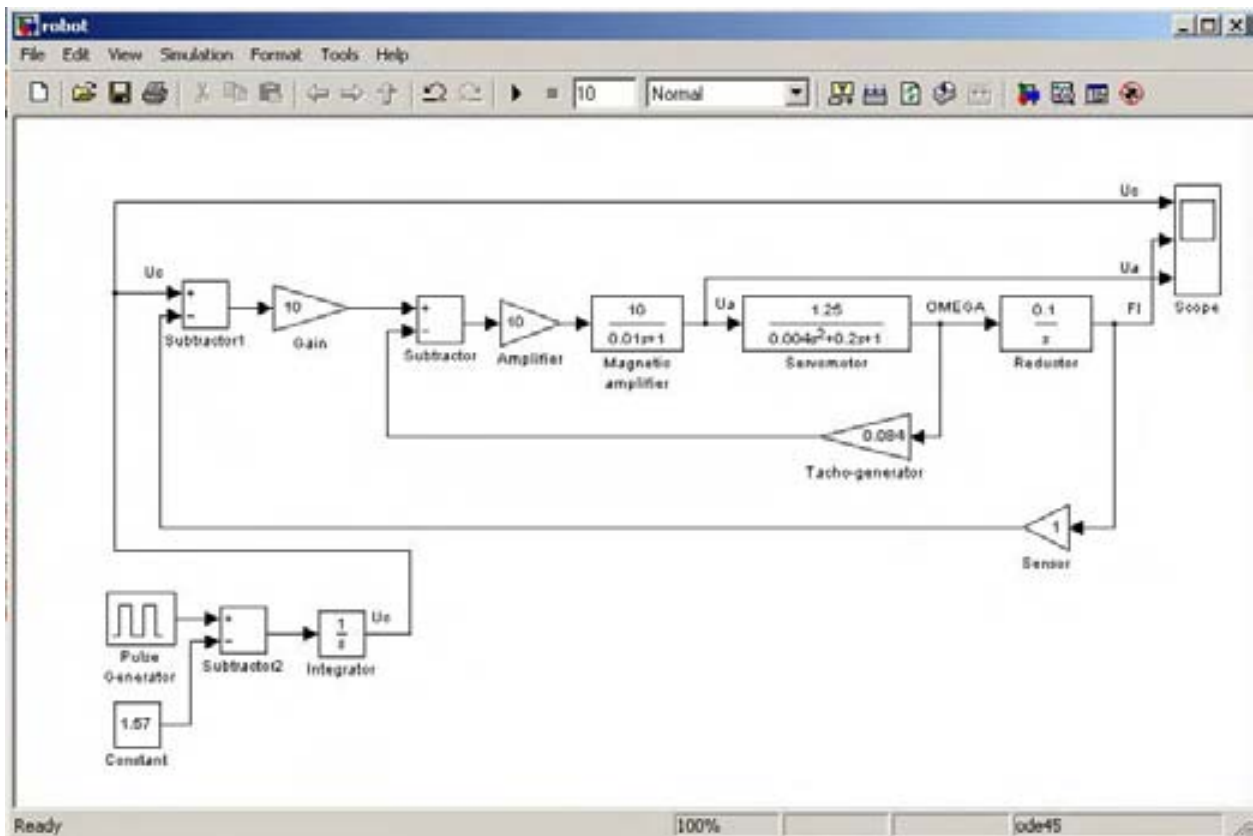 robot
File Edit View Simulation Format Tools Help
10 Normal
Uc
Uc
Ua
Scope
+
−
Subtractor1
10
Gain
+
−
Subtractor
10
Amplifier
10
0.01s+1
Magnetic
amplifier
Ua
1.25
0.004s²+0.2s+1
Servomotor
OMEGA
0.1
s
Reductor
FI
0.084
Tacho-generator
1
Sensor
Pulse
Generator
+
−
Subtractor2
1
s
Integrator
Uc
1.57
Constant
Ready 100% ode45